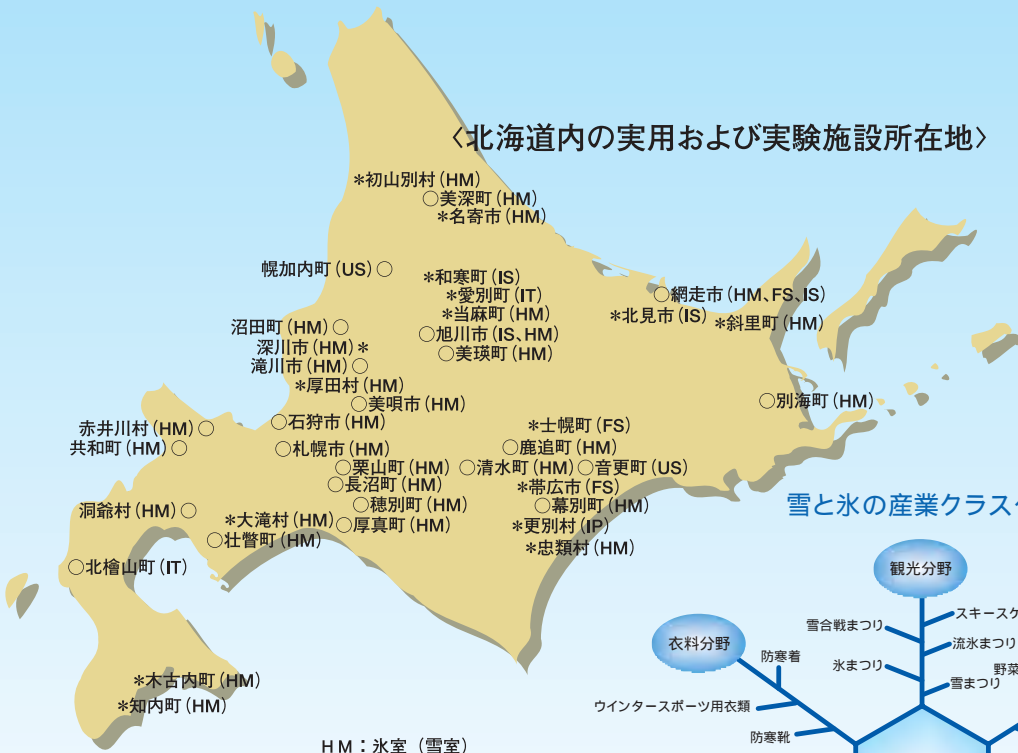 〈北海道内の実用および実験施設所在地〉
*初山別村(HM)
○美深町(HM)
*名寄市(HM)
幌加内町(US)○
*和寒町(IS)
*愛別町(IT)
*当麻町(HM)
○旭川市(IS、HM)
○美瑛町(HM)
○網走市(HM、FS、IS)
*北見市(IS)
*斜里町(HM)
沼田町(HM)○
深川市(HM)*
滝川市(HM)○
*厚田村(HM)
○美唄市(HM)
○石狩市(HM)
○別海町(HM)
赤井川村(HM)○
共和町(HM)○
○札幌市(HM)
○栗山町(HM)
○長沼町(HM)
○穂別町(HM)
○厚真町(HM)
*士幌町(FS)
○鹿追町(HM)
○清水町(HM)
○音更町(US)
*帯広市(FS)
○幕別町(HM)
*更別村(IP)
*忠類村(HM)
洞爺村(HM)○
*大滝村(HM)
○壮瞥町(HM)
○北檜山町(IT)
*木古内町(HM)
*知内町(HM)
HM:氷室(雪室)
雪と氷の産業クラスタ
観光分野
スキースケ
雪合戦まつり
流氷まつり
氷まつり
野菜
雪まつり
衣料分野
防寒着
ウインタースポーツ用衣類
防寒靴